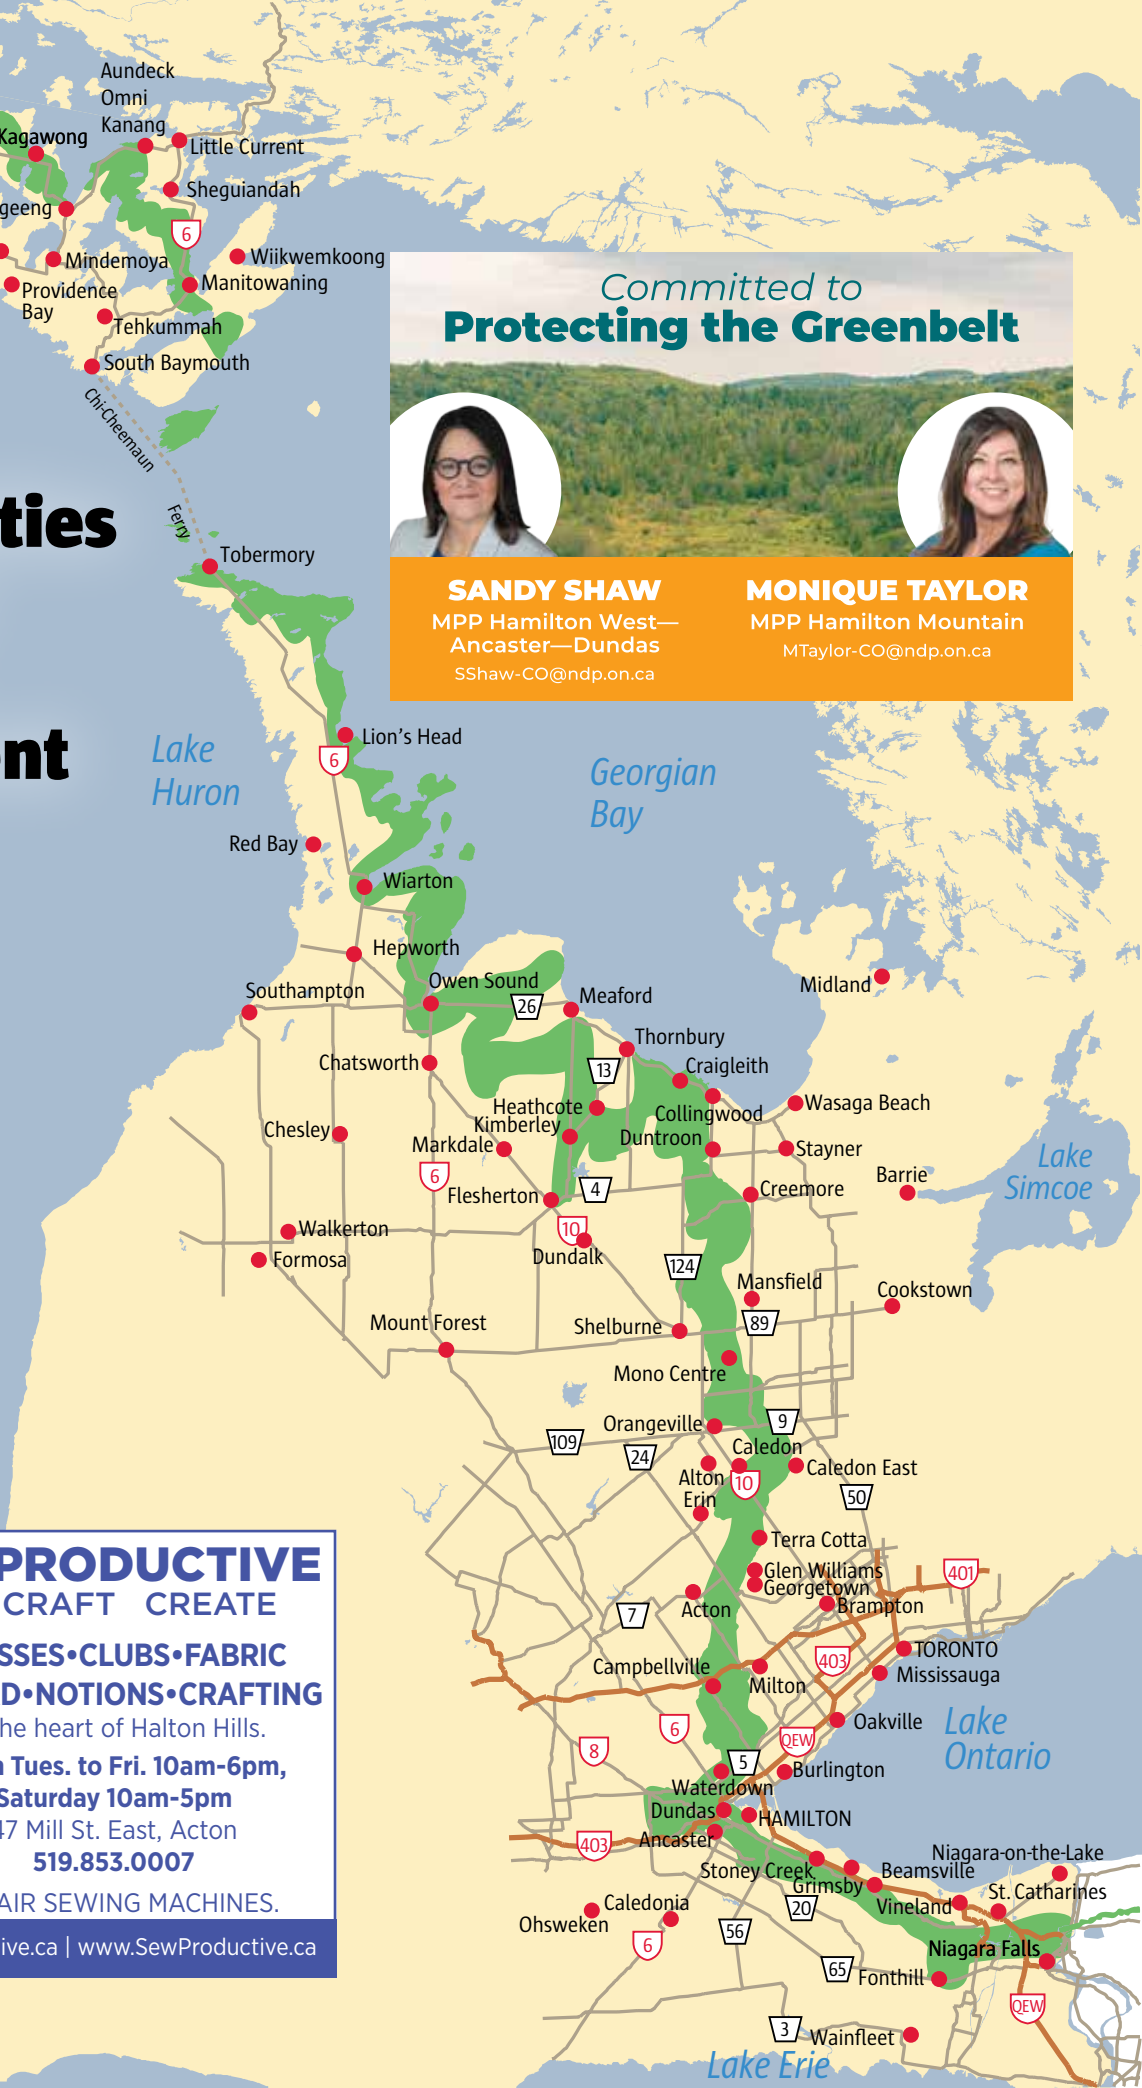 Aundeck
Omni
Kanang
Kagawong
Little Current
Sheguiandah
geeng
6
Wiikwemkoong
Mindemoya
Manitowaning
Providence
Bay
Tehkummah
South Baymouth
Chi-Cheemaun
Ferry
Committed to
Protecting the Greenbelt
SANDY SHAW
MPP Hamilton West—
Ancaster—Dundas
SShaw-CO@ndp.on.ca
MONIQUE TAYLOR
MPP Hamilton Mountain
MTaylor-CO@ndp.on.ca
ties
Tobermory
nt
Lake
Huron
Lion's Head
6
Georgian
Bay
Red Bay
Wiarton
Hepworth
Owen Sound
26
Southampton
Meaford
Midland
Thornbury
Chatsworth
13
Craigleith
Heathcote
Collingwood
Wasaga Beach
Kimberley
Chesley
Markdale
Duntroon
Stayner
Lake
Simcoe
6
Barrie
Flesherton
4
Creemore
10
Walkerton
Dundalk
Formosa
124
Mansfield
Cookstown
Mount Forest
Shelburne
89
Mono Centre
Orangeville
9
109
24
Caledon
Alton
10
Caledon East
Erin
50
Terra Cotta
Glen Williams
Georgetown
401
Acton
7
Brampton
TORONTO
Campbellville
403
Milton
Mississauga
6
Oakville
Lake
Ontario
8
QEW
5
Waterdown
Burlington
Dundas
HAMILTON
403
Ancaster
Niagara-on-the-Lake
Stoney Creek
Beamsville
Grimsby
St. Catharines
Vineland
Caledonia
20
Ohsweken
56
6
Niagara Falls
65
Fonthill
QEW
3
Wainfleet
Lake Erie
PRODUCTIVE
CRAFT CREATE
SSES•CLUBS•FABRIC
D•NOTIONS•CRAFTING
he heart of Halton Hills.
n Tues. to Fri. 10am-6pm,
Saturday 10am-5pm
47 Mill St. East, Acton
519.853.0007
AIR SEWING MACHINES.
ive.ca | www.SewProductive.ca